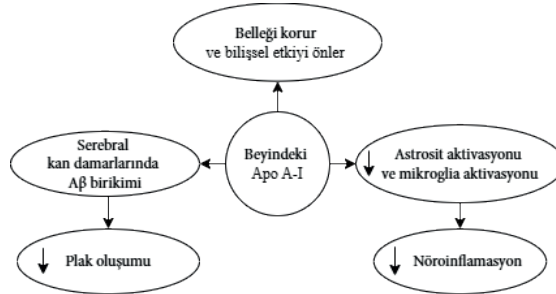 Belleği korur
ve bilişsel etkiyi önler
Serebral
kan damarlarında
Aβ birikimi
Beyindeki
Apo A-I
↓ Astrosit aktivasyonu
ve mikroglia aktivasyonu
↓ Plak oluşumu
↓ Nöroinflamasyon